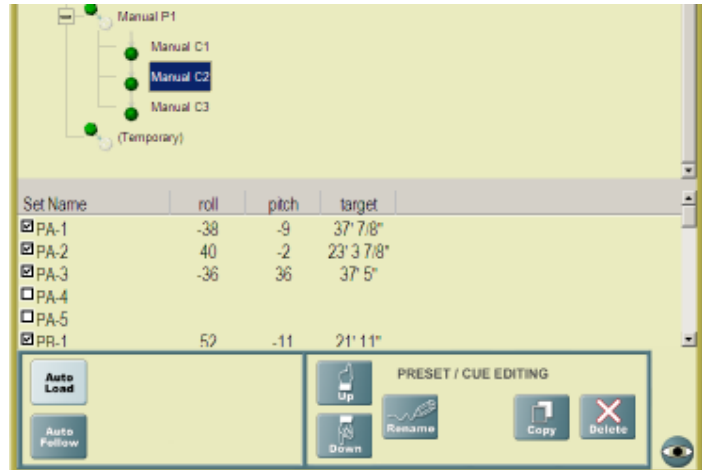 Manual P1
Manual C1
Manual C2
Manual C3
(Temporary)
Set Name roll pitch target
PA-1 -38 -9 37' 7/8"
PA-2 40 -2 23' 3 7/8"
PA-3 -36 36 37' 5"
PA-4
PA-5
PB-1 52 -11 21' 11"
Auto Load
Up
PRESET / CUE EDITING
Rename
Copy
Delete
Auto Follow
Down